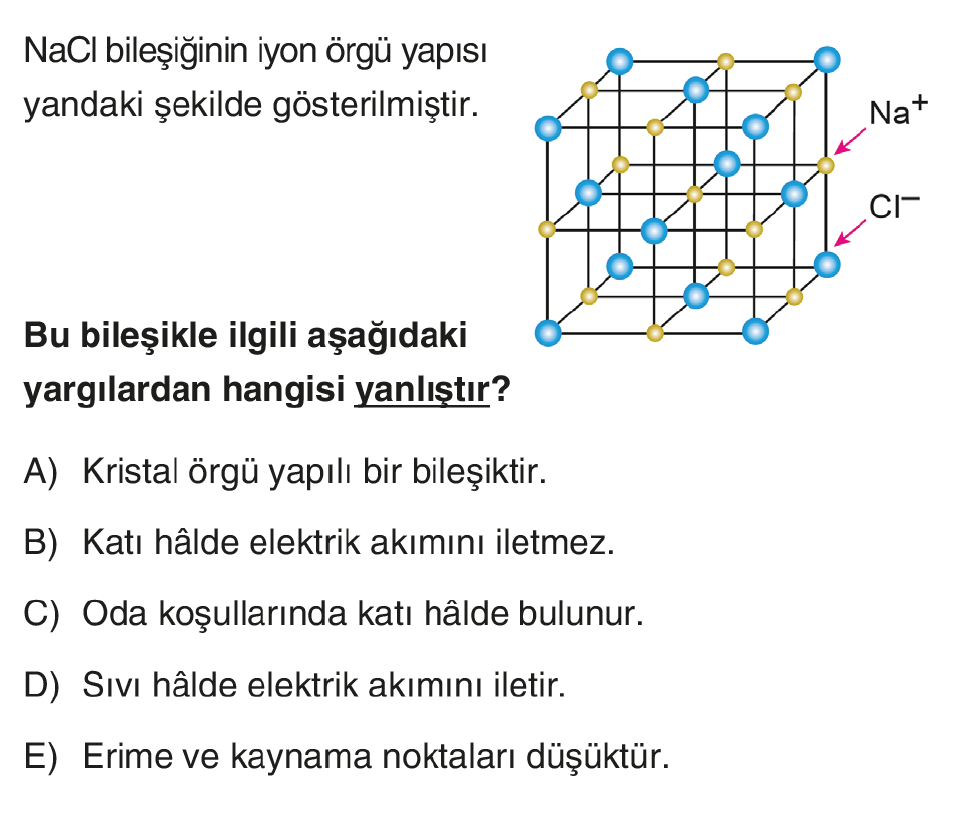 NaCl bileşiğinin iyon örgü yapısı
yandaki şekilde gösterilmiştir.
Na⁺
Cl⁻
Bu bileşikle ilgili aşağıdaki
yargılardan hangisi yanlıştır?
A) Kristal örgü yapılı bir bileşiktir.
B) Katı hâlde elektrik akımını iletmez.
C) Oda koşullarında katı hâlde bulunur.
D) Sıvı hâlde elektrik akımını iletir.
E) Erime ve kaynama noktaları düşüktür.